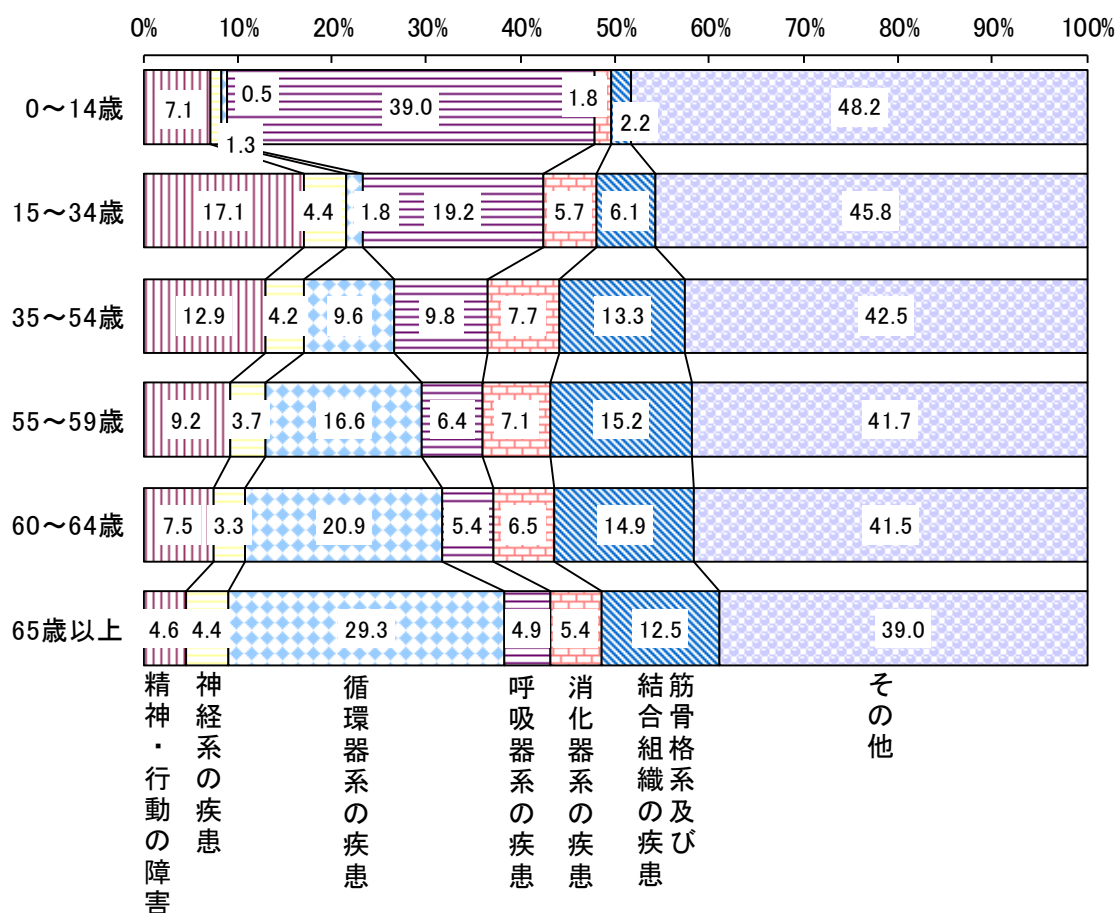 0% 10% 20% 30% 40% 50% 60% 70% 80% 90% 100%
0～14歳 7.1 1.3 0.5 39.0 1.8 2.2 48.2
15～34歳 17.1 4.4 1.8 19.2 5.7 6.1 45.8
35～54歳 12.9 4.2 9.6 9.8 7.7 13.3 42.5
55～59歳 9.2 3.7 16.6 6.4 7.1 15.2 41.7
60～64歳 7.5 3.3 20.9 5.4 6.5 14.9 41.5
65歳以上 4.6 4.4 29.3 4.9 5.4 12.5 39.0
精神・行動の障害
神経系の疾患
循環器系の疾患
呼吸器系の疾患
消化器系の疾患
筋骨格系及び
結合組織の疾患
その他